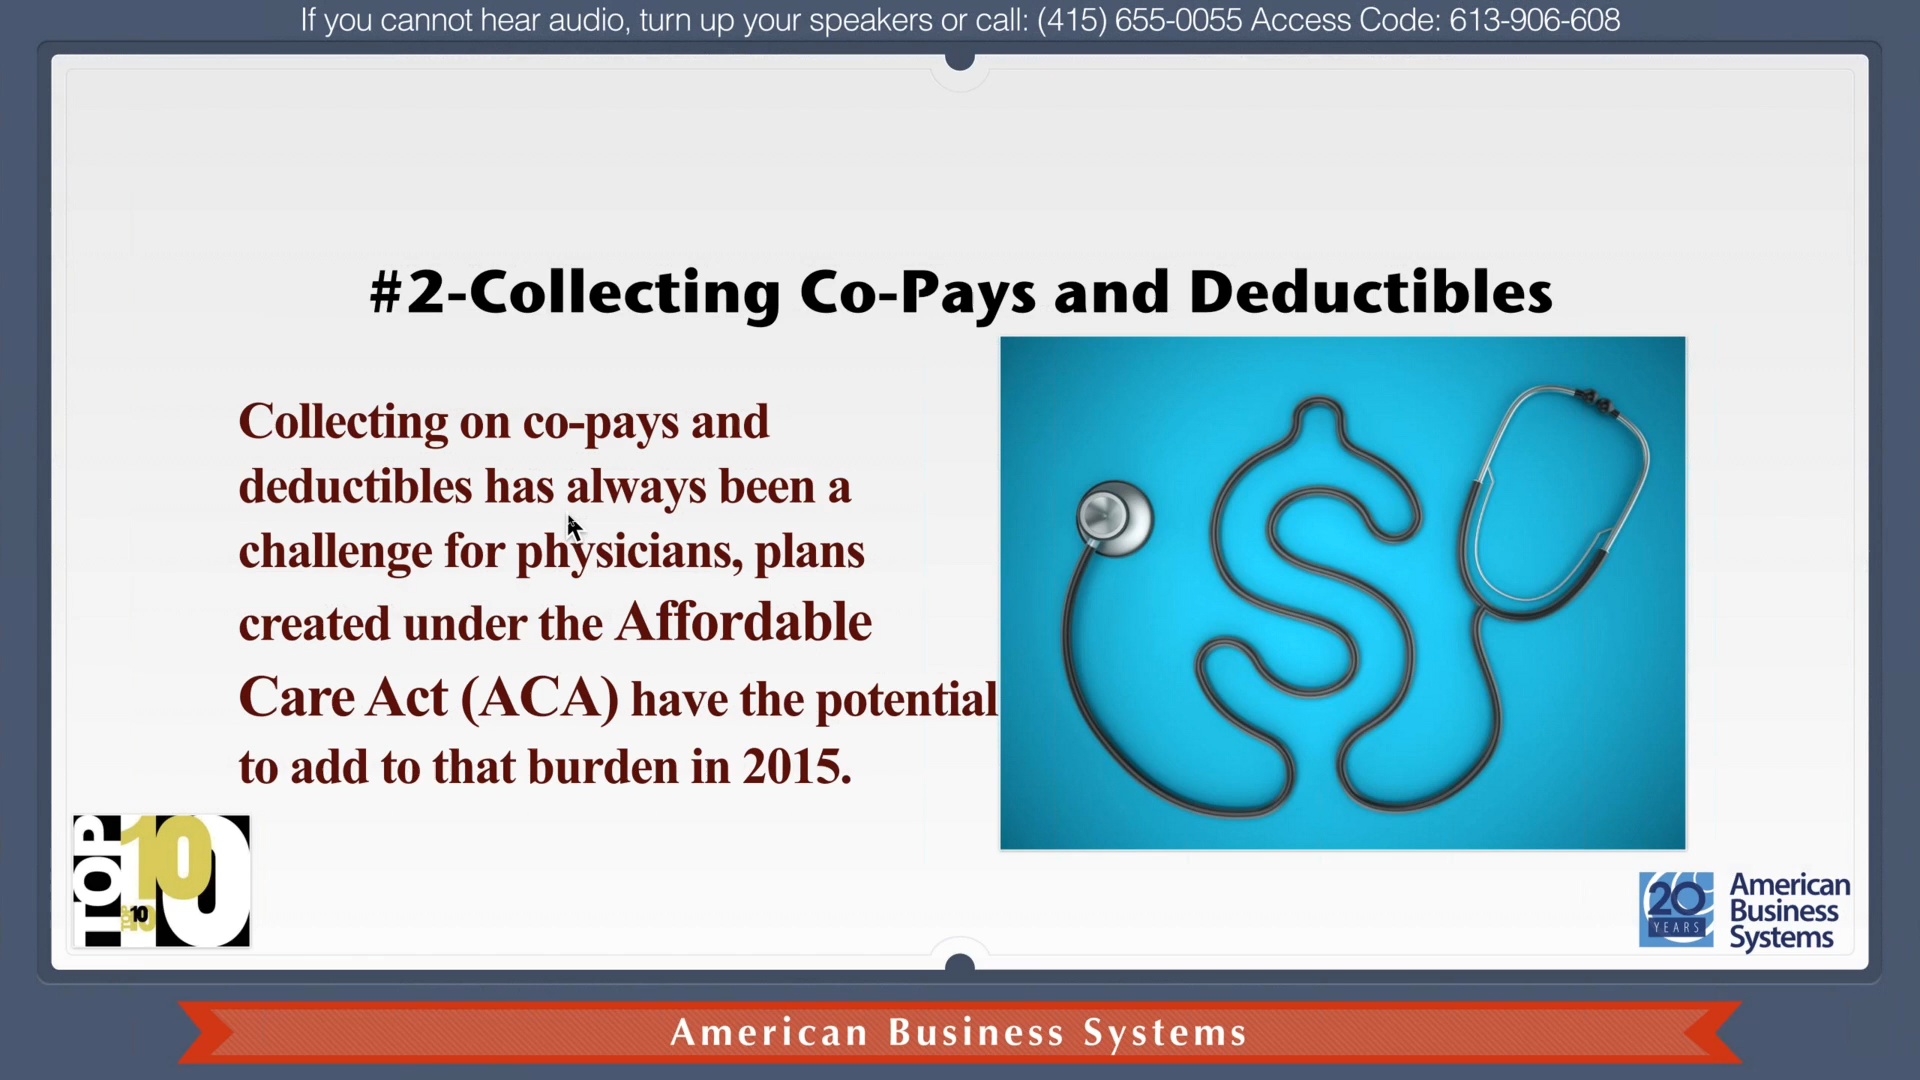 If you cannot hear audio, turn up your speakers or call: (415) 655-0055 Access Code: 613-906-608
#2-Collecting Co-Pays and Deductibles
Collecting on co-pays and
deductibles has always been a
challenge for physicians, plans
created under the Affordable
Care Act (ACA) have the potential
to add to that burden in 2015.
TOP
10
10
10
20
YEARS
American
Business
Systems
American Business Systems